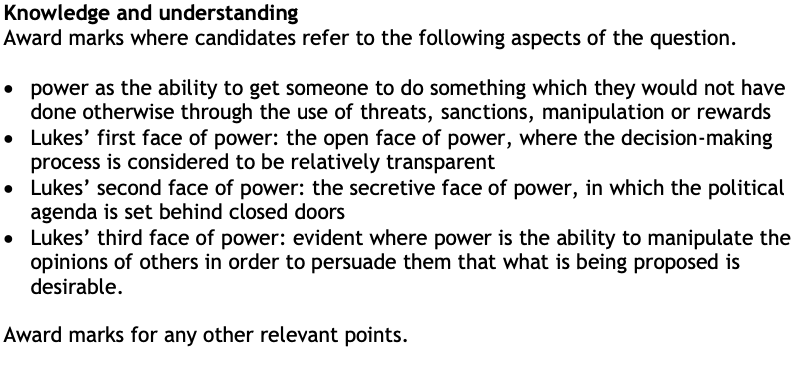 Knowledge and understanding
Award marks where candidates refer to the following aspects of the question.
• power as the ability to get someone to do something which they would not have
done otherwise through the use of threats, sanctions, manipulation or rewards
• Lukes’ first face of power: the open face of power, where the decision-making
process is considered to be relatively transparent
• Lukes’ second face of power: the secretive face of power, in which the political
agenda is set behind closed doors
• Lukes’ third face of power: evident where power is the ability to manipulate the
opinions of others in order to persuade them that what is being proposed is
desirable.
Award marks for any other relevant points.